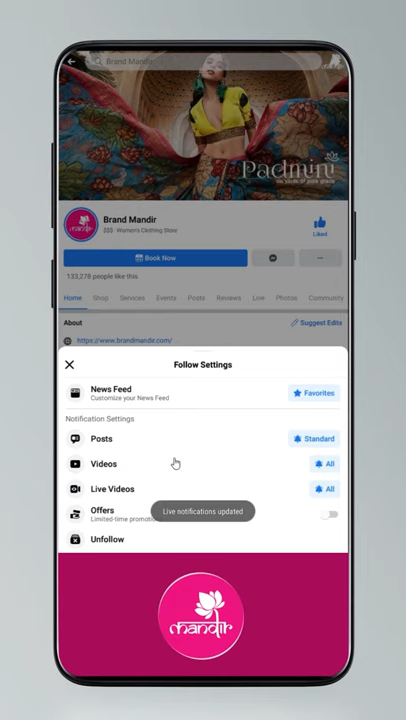 Brand Mandir
Padmini
Brand Mandir
$$$ · Women's Clothing Store
Liked
Book Now
133,278 people like this
Home Shop Services Events Posts Reviews Live Photos Community
About
Suggest Edits
https://www.brandmandir.com/
Follow Settings
News Feed
Customize your News Feed
Favorites
Notification Settings
Posts
Standard
Videos
All
Live Videos
All
Offers
Limited-time promotio
Live notifications updated
Unfollow
mandir